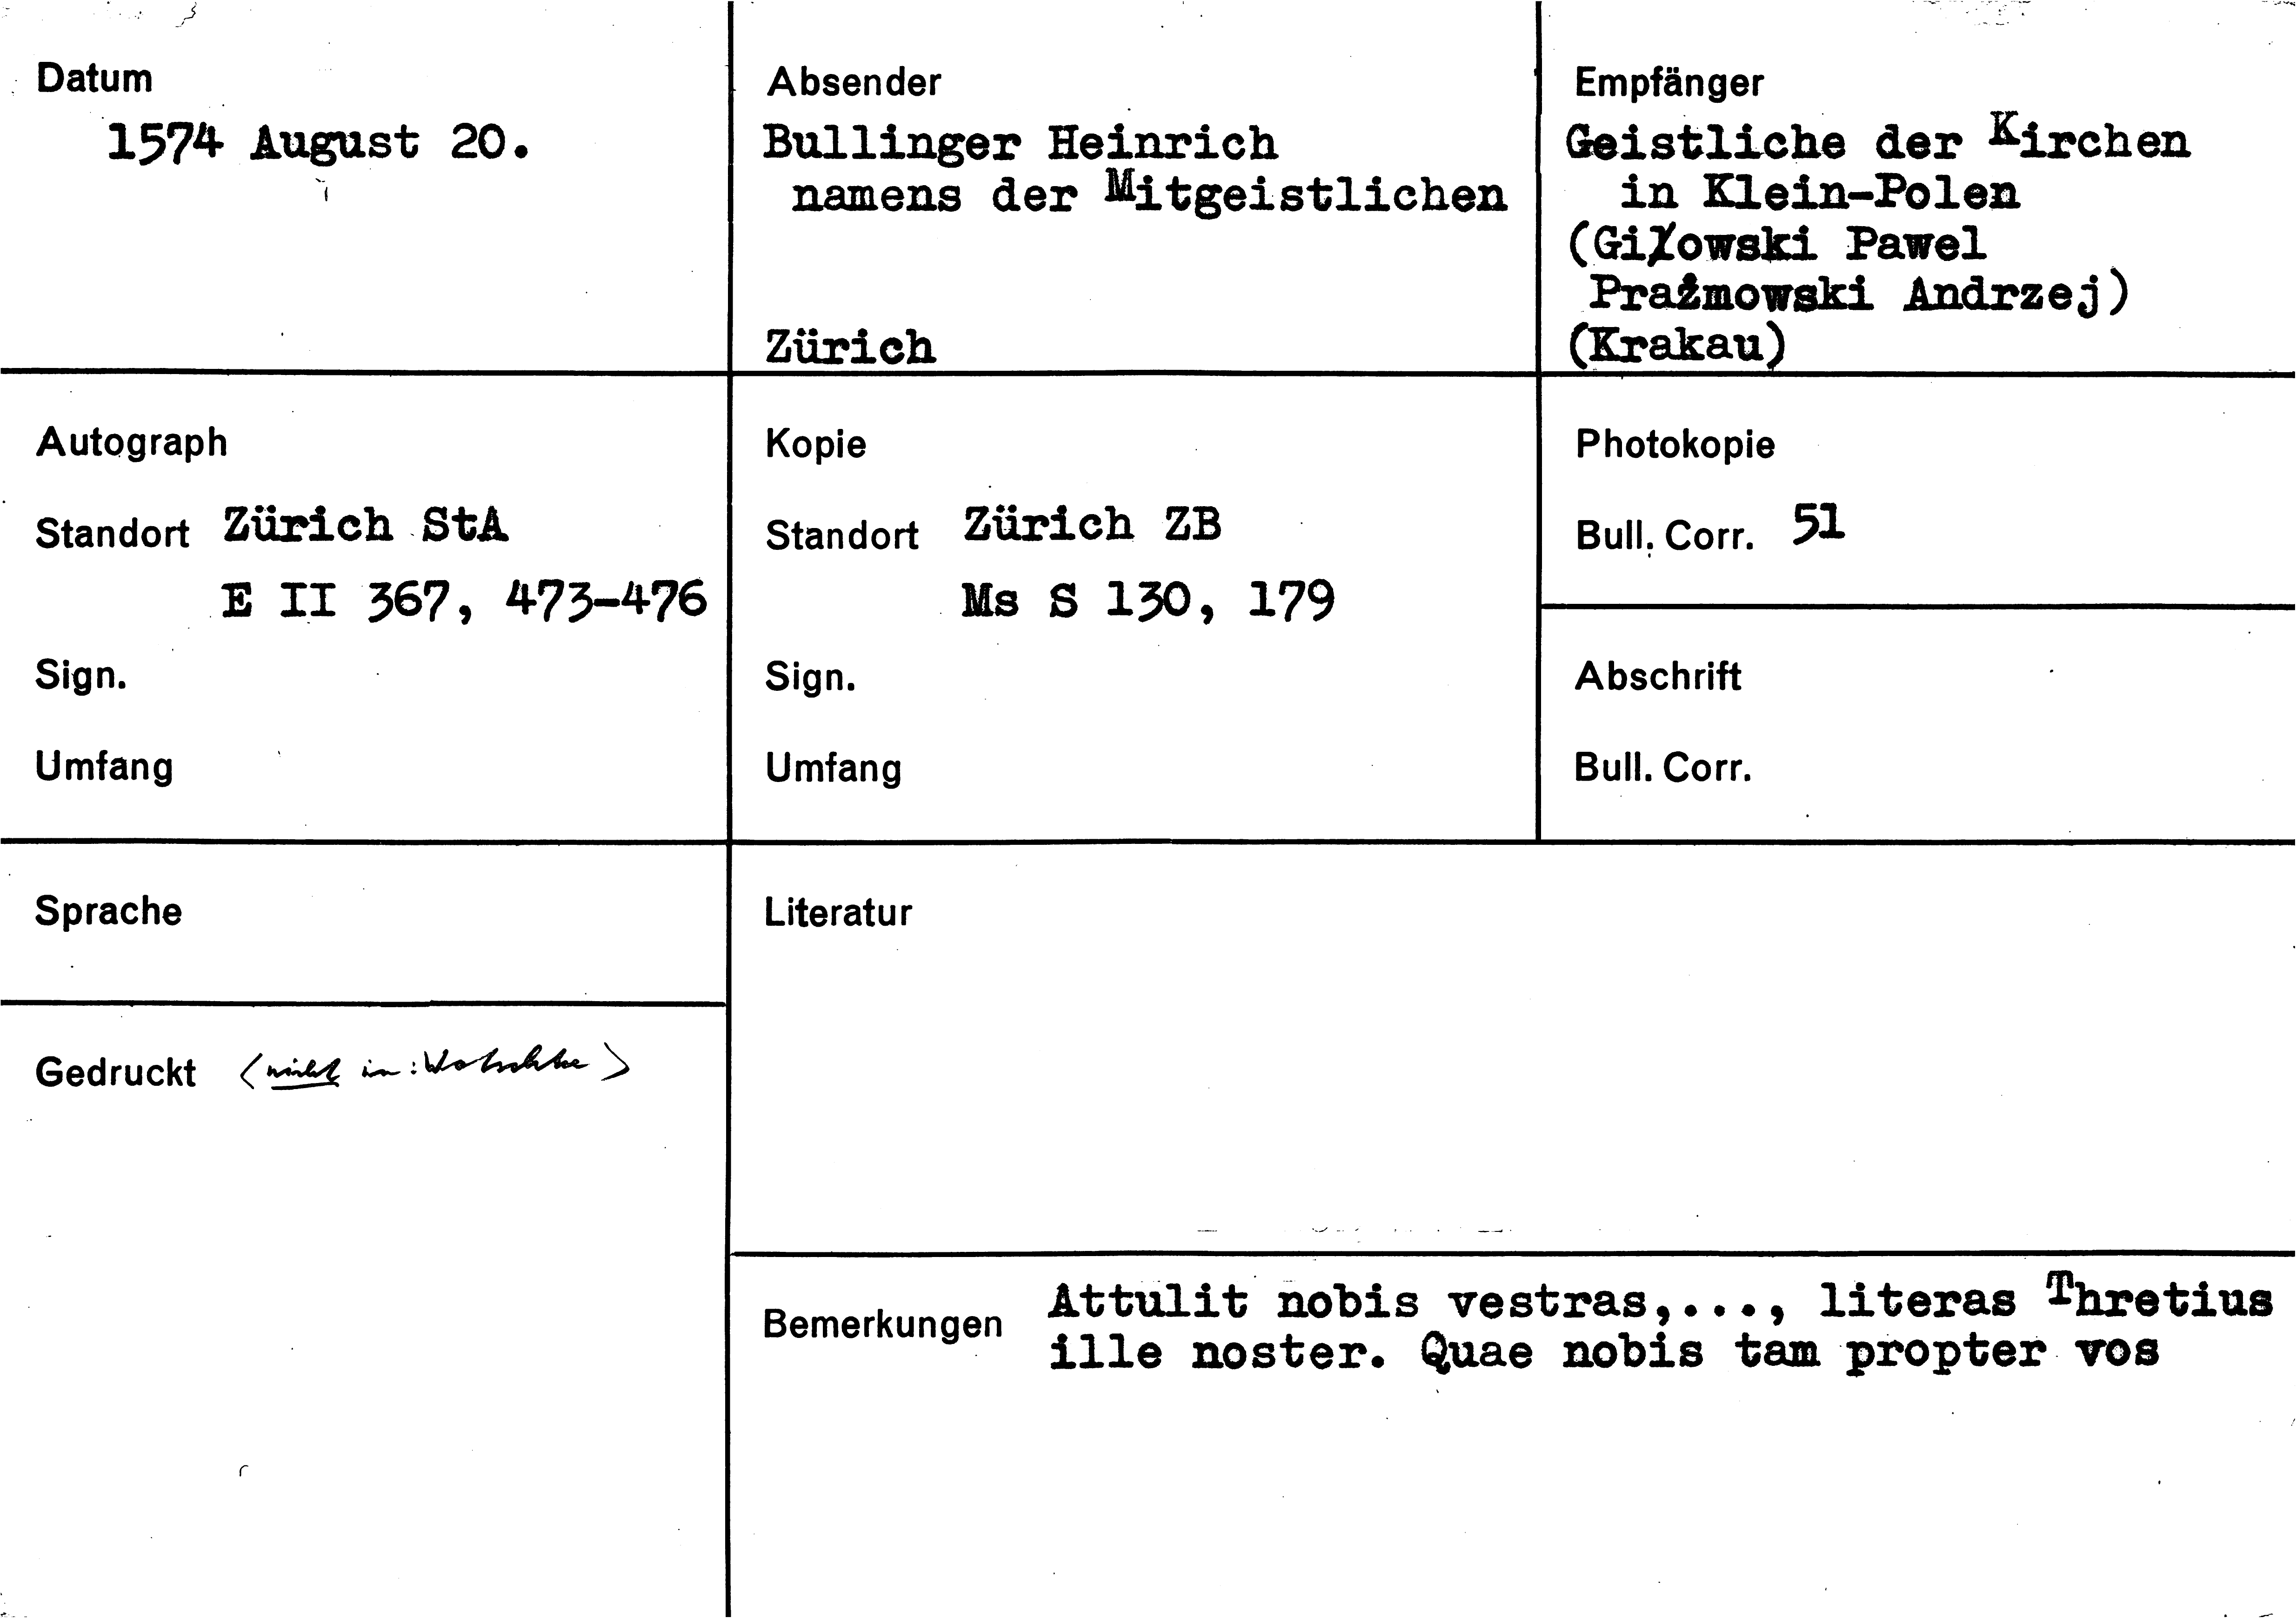 Datum
1574 August 20.
Absender
Bullinger Heinrich
namens der Mitgeistlichen
Zürich
Empfänger
Geistliche der Kirchen
in Klein-Polen
(Giłowski Pawel
Prażmowski Andrzej)
(Krakau)
Autograph
Standort Zürich StA
E II 367, 473-476
Sign.
Umfang
Kopie
Standort Zürich ZB
Ms S 130, 179
Sign.
Umfang
Photokopie
Bull. Corr. 51
Abschrift
Bull. Corr.
Sprache
Gedruckt <nicht in: Wotschke>
Literatur
Bemerkungen Attulit nobis vestras,..., literas Thretius
ille noster. Quae nobis tam propter vos